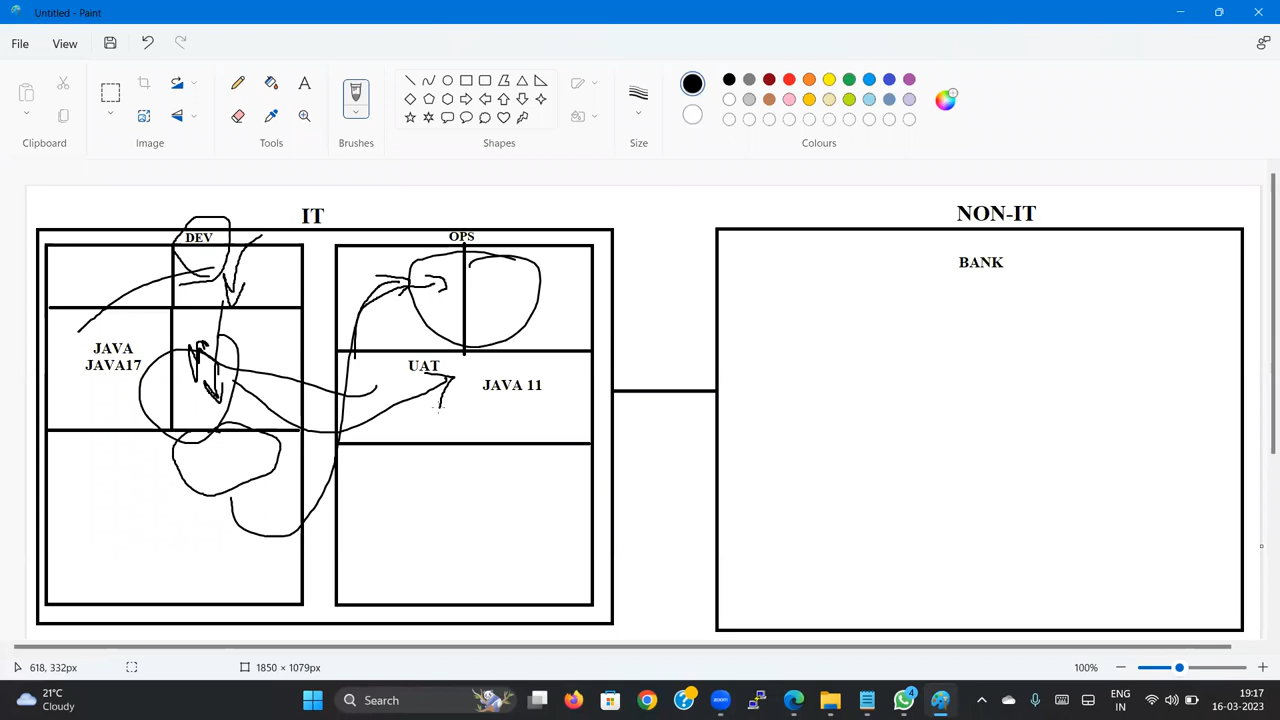 Untitled - Paint
File
View
Clipboard
Image
Tools
Brushes
Shapes
Size
Colours
IT
NON-IT
DEV
OPS
BANK
JAVA
JAVA17
UAT
JAVA 11
618, 332px
1850 × 1079px
100%
21°C
Cloudy
Search
4
ENG
IN
19:17
16-03-2023